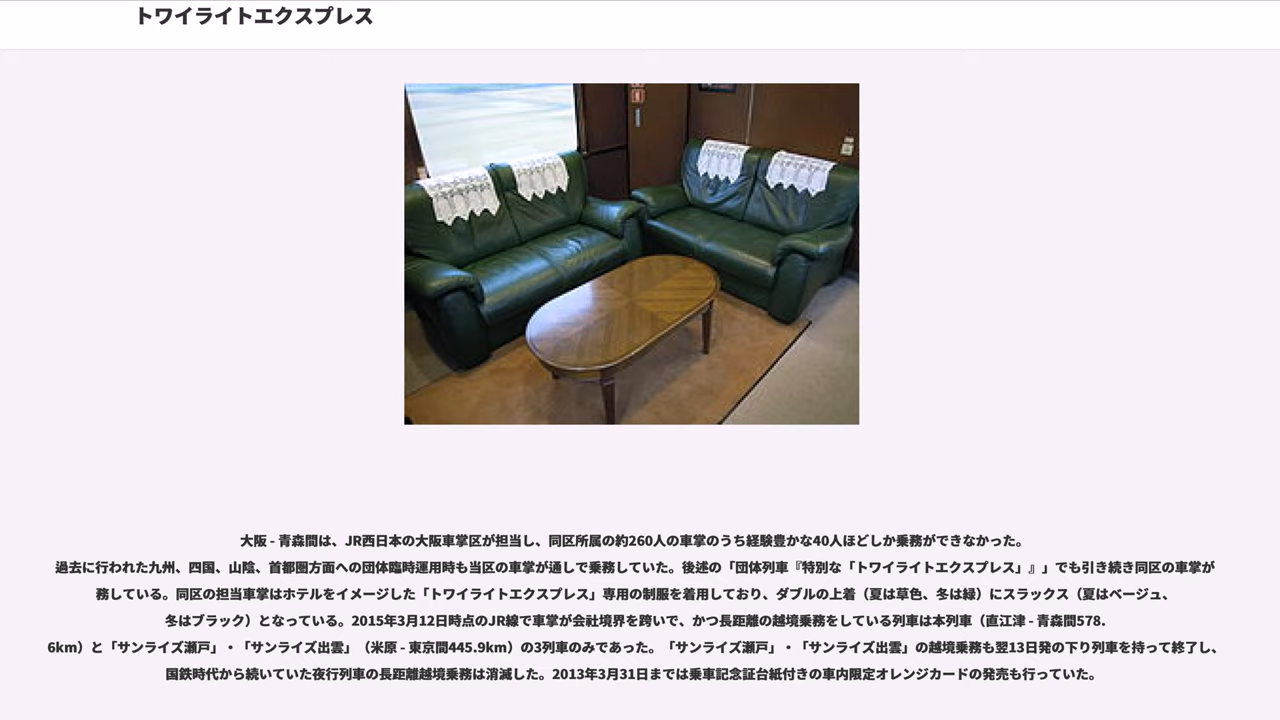 トワイライトエクスプレス
大阪 - 青森間は、JR西日本の大阪車掌区が担当し、同区所属の約260人の車掌のうち経験豊かな40人ほどしか乗務ができなかった。
過去に行われた九州、四国、山陰、首都圏方面への団体臨時運用時も当区の車掌が通しで乗務していた。後述の「団体列車『特別な「トワイライトエクスプレス」』」でも引き続き同区の車掌が
務している。同区の担当車掌はホテルをイメージした「トワイライトエクスプレス」専用の制服を着用しており、ダブルの上着（夏は草色、冬は緑）にスラックス（夏はベージュ、
冬はブラック）となっている。2015年3月12日時点のJR線で車掌が会社境界を跨いで、かつ長距離の越境乗務をしている列車は本列車（直江津 - 青森間578.
6km）と「サンライズ瀬戸」・「サンライズ出雲」（米原 - 東京間445.9km）の3列車のみであった。「サンライズ瀬戸」・「サンライズ出雲」の越境乗務も翌13日発の下り列車を持って終了し、
国鉄時代から続いていた夜行列車の長距離越境乗務は消滅した。2013年3月31日までは乗車記念証台紙付きの車内限定オレンジカードの発売も行っていた。